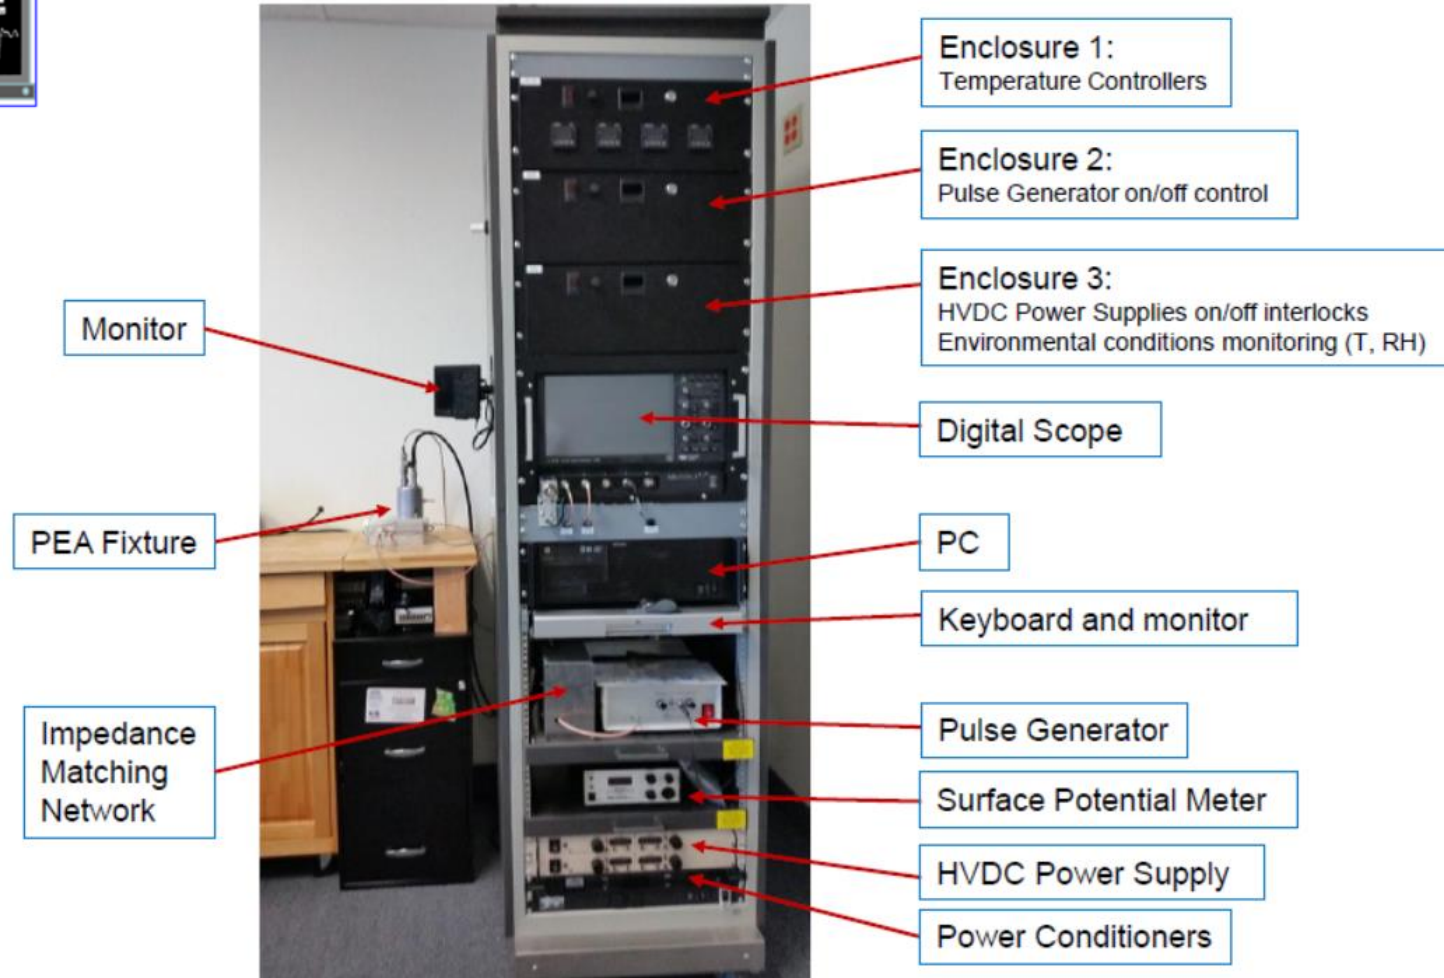 Enclosure 1:
Temperature Controllers
Enclosure 2:
Pulse Generator on/off control
Enclosure 3:
HVDC Power Supplies on/off interlocks
Environmental conditions monitoring (T, RH)
Monitor
Digital Scope
PEA Fixture
PC
Keyboard and monitor
Impedance
Matching
Network
Pulse Generator
Surface Potential Meter
HVDC Power Supply
Power Conditioners